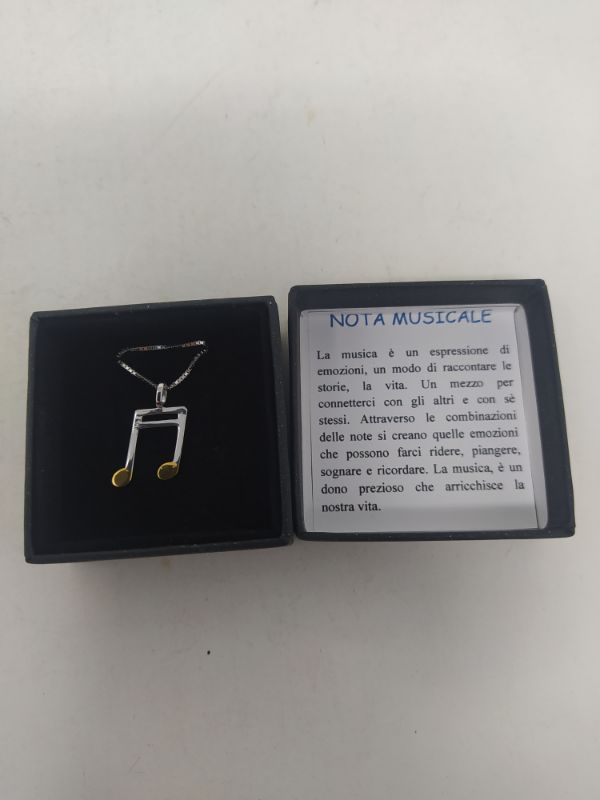 NOTA MUSICALE
La musica è un espressione di
emozioni, un modo di raccontare le
storie, la vita. Un mezzo per
connetterci con gli altri e con sè
stessi. Attraverso le combinazioni
delle note si creano quelle emozioni
che possono farci ridere, piangere,
sognare e ricordare. La musica, è un
dono prezioso che arricchisce la
nostra vita.